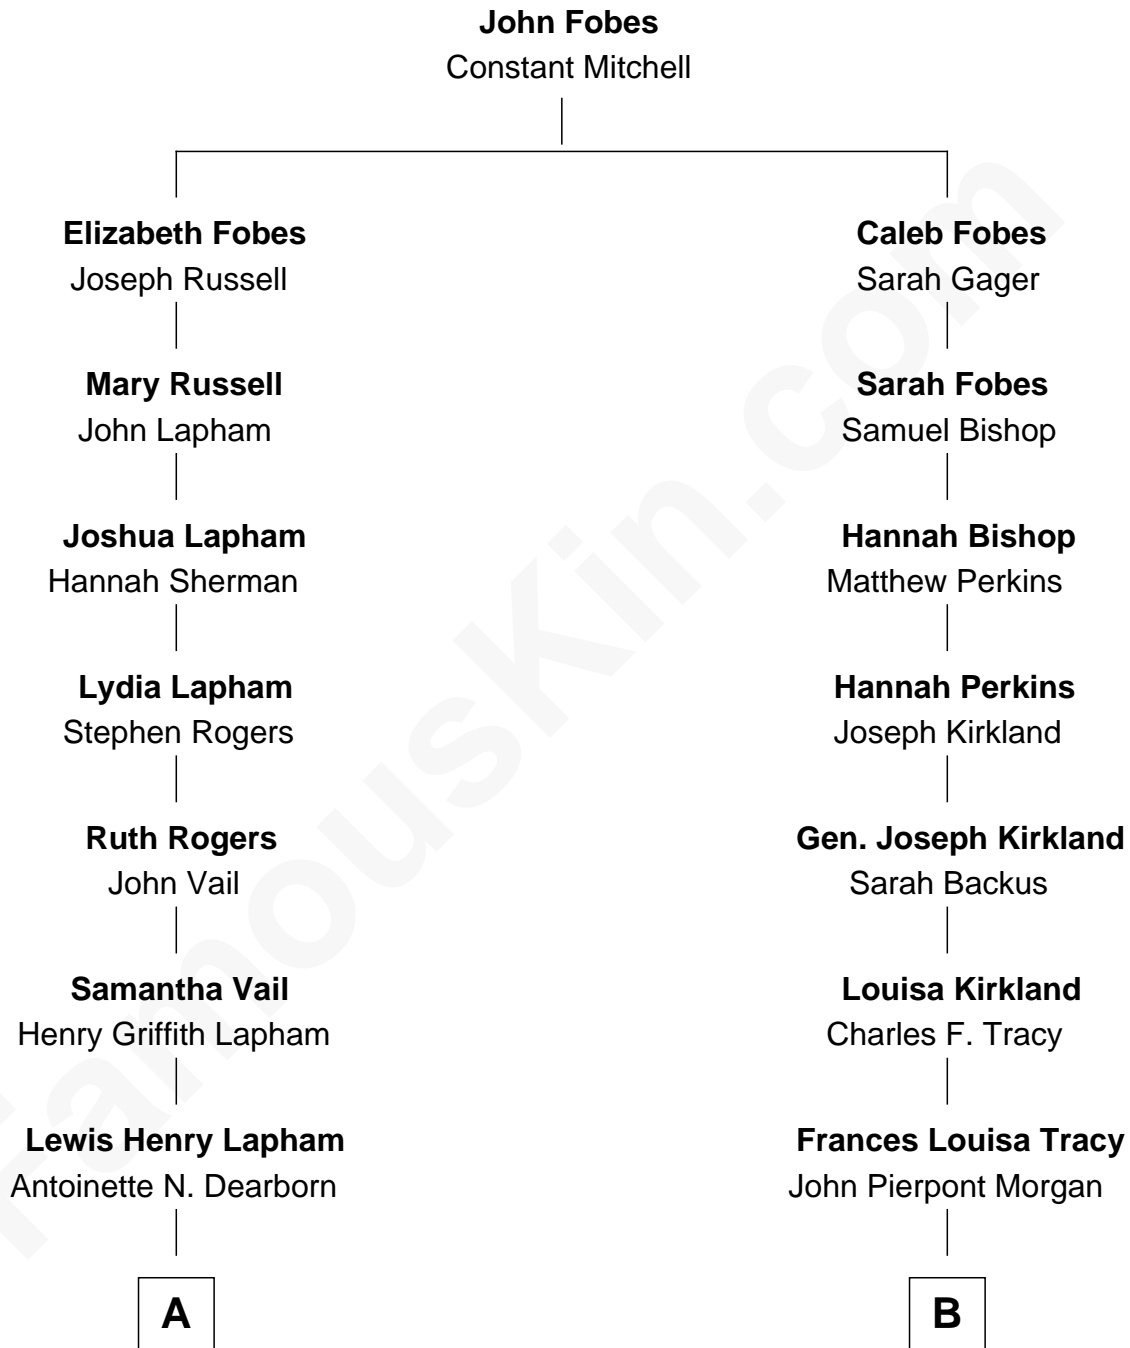 John Fobes
Constant Mitchell
Elizabeth Fobes
Joseph Russell
Caleb Fobes
Sarah Gager
Mary Russell
John Lapham
Sarah Fobes
Samuel Bishop
Joshua Lapham
Hannah Sherman
Hannah Bishop
Matthew Perkins
Lydia Lapham
Stephen Rogers
Hannah Perkins
Joseph Kirkland
Ruth Rogers
John Vail
Gen. Joseph Kirkland
Sarah Backus
Samantha Vail
Henry Griffith Lapham
Louisa Kirkland
Charles F. Tracy
Lewis Henry Lapham
Antoinette N. Dearborn
Frances Louisa Tracy
John Pierpont Morgan
A
B
FamousKin.com